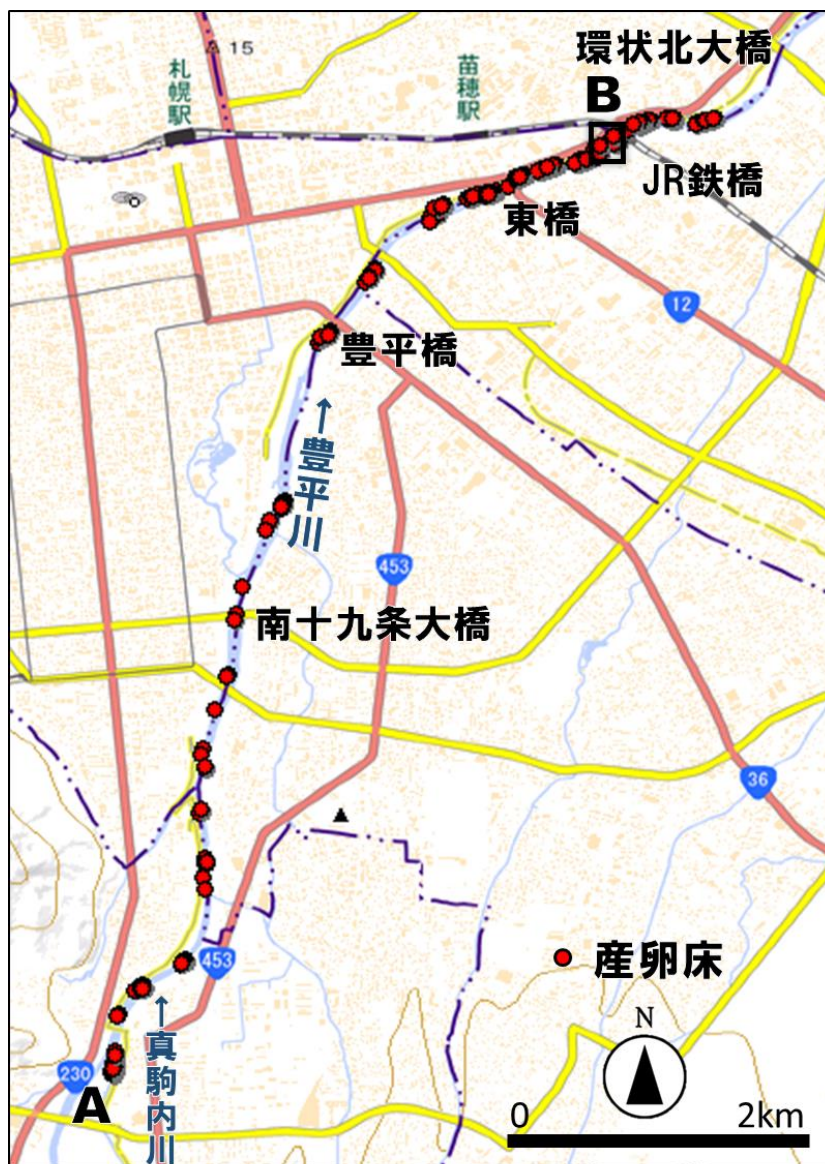 環状北大橋
15
札幌駅
苗穂駅
B
JR鉄橋
東橋
12
豊平橋
←豊平川
453
南十九条大橋
36
453
産卵床
N
←真駒内川
230
A
0 2km